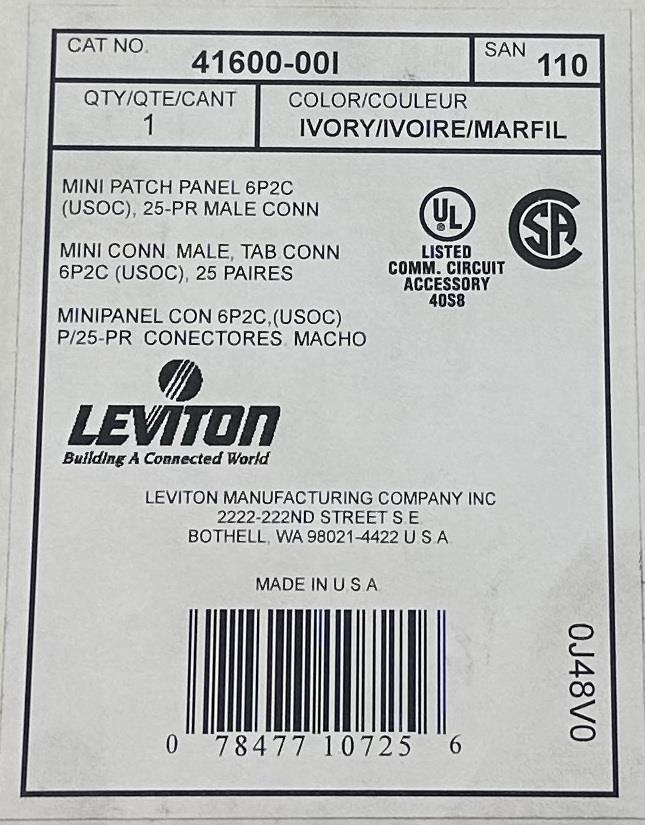 CAT NO. 41600-00I SAN 110
QTY/QTE/CANT
1
COLOR/COULEUR
IVORY/IVOIRE/MARFIL
MINI PATCH PANEL 6P2C
(USOC), 25-PR MALE CONN
MINI CONN. MALE, TAB CONN
6P2C (USOC), 25 PAIRES
MINIPANEL CON 6P2C,(USOC)
P/25-PR CONECTORES MACHO
UL
LISTED
COMM. CIRCUIT
ACCESSORY
40S8
CSA
LEVITON
Building A Connected World
LEVITON MANUFACTURING COMPANY INC
2222-222ND STREET S.E.
BOTHELL, WA 98021-4422 U.S.A.
MADE IN U.S.A.
0 78477 10725 6
0J48V0